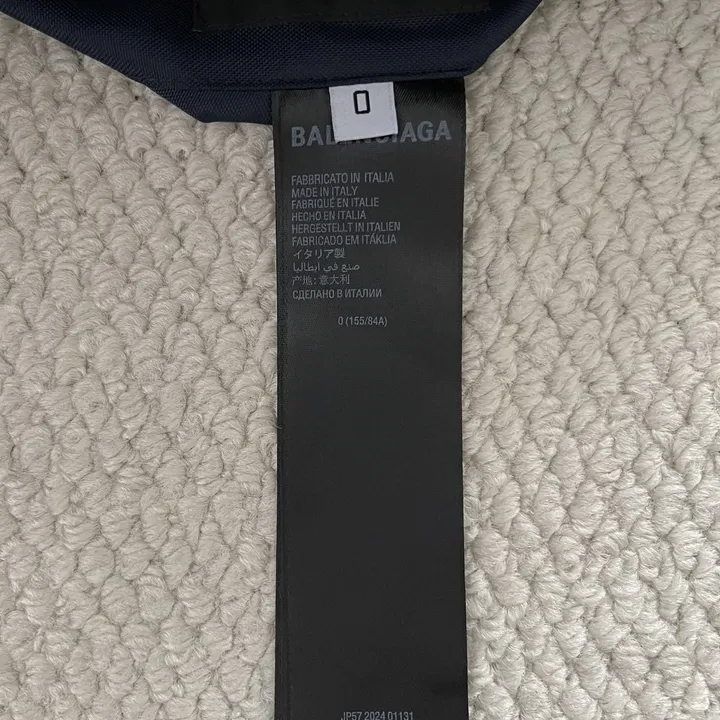 0
BALENCIAGA
FABBRICATO IN ITALIA
MADE IN ITALY
FABRIQUÉ EN ITALIE
HECHO EN ITALIA
HERGESTELLT IN ITALIEN
FABRICADO EM ITÁKLIA
イタリア製
صنع في ايطاليا
产地: 意大利
СДЕЛАНО В ИТАЛИИ
0 (155/84A)
JP57 2024 01131